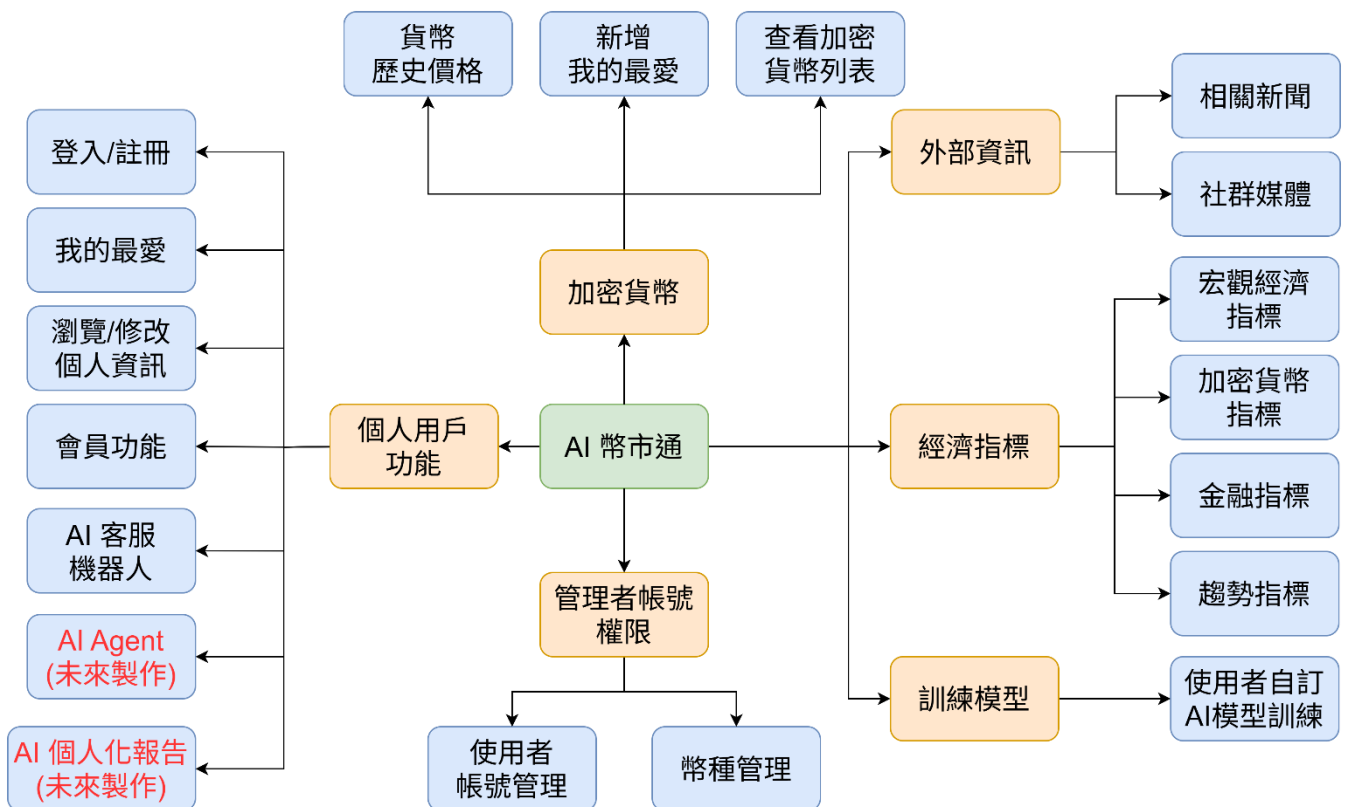 貨幣
歷史價格
新增
我的最愛
查看加密
貨幣列表
相關新聞
登入/註冊
外部資訊
社群媒體
我的最愛
加密貨幣
宏觀經濟
指標
瀏覽/修改
個人資訊
加密貨幣
指標
會員功能
個人用戶
功能
AI 幣市通
經濟指標
金融指標
AI 客服
機器人
管理者帳號
權限
趨勢指標
AI Agent
(未來製作)
訓練模型
使用者自訂
AI模型訓練
AI 個人化報告
(未來製作)
使用者
帳號管理
幣種管理